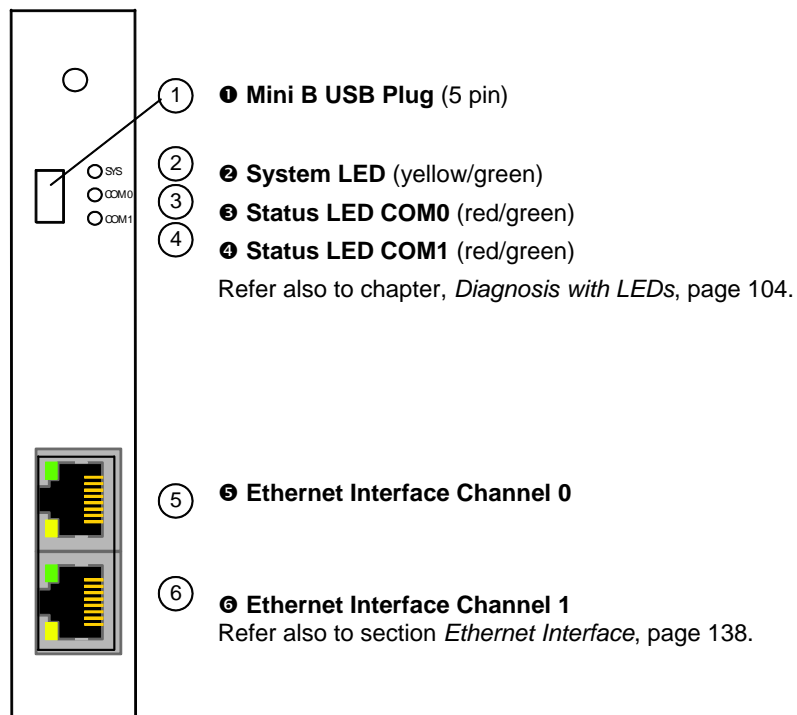 1 ❶ Mini B USB Plug (5 pin)
SYS 2 ❷ System LED (yellow/green)
COM0 3 ❸ Status LED COM0 (red/green)
COM1 4 ❹ Status LED COM1 (red/green)
Refer also to chapter, Diagnosis with LEDs, page 104.
5 ❺ Ethernet Interface Channel 0
6 ❻ Ethernet Interface Channel 1
Refer also to section Ethernet Interface, page 138.